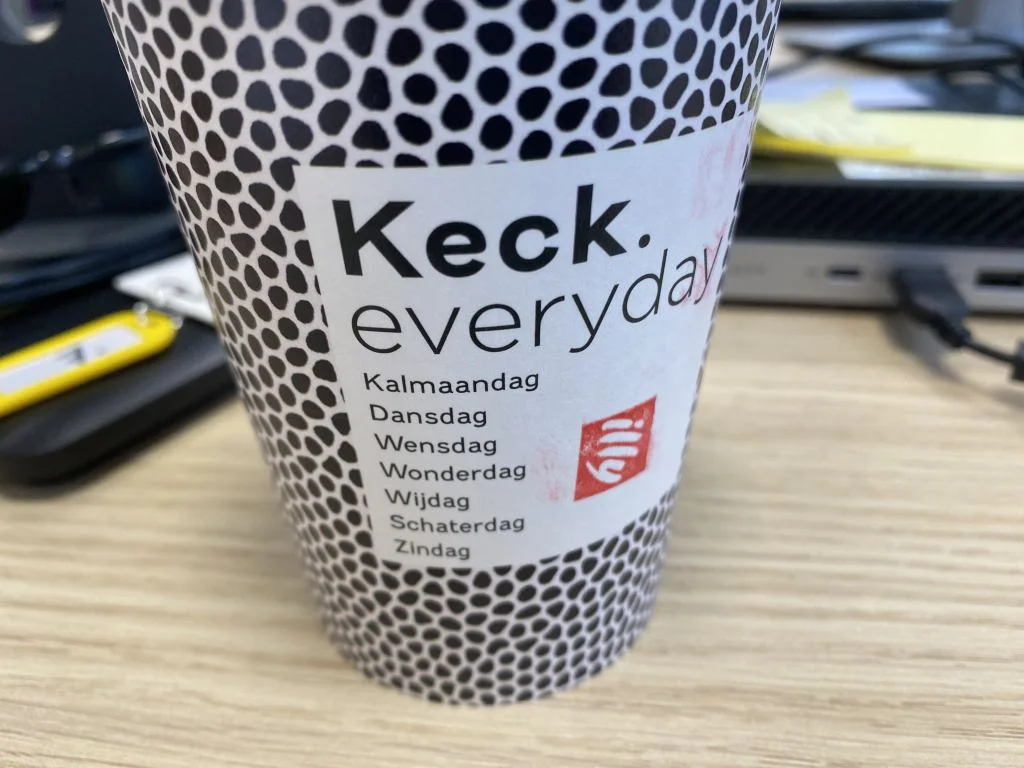 Keck.
everyday
Kalmaandag
Dansdag
Wensdag
Wonderdag
Wijdag
Schaterdag
Zindag
illy